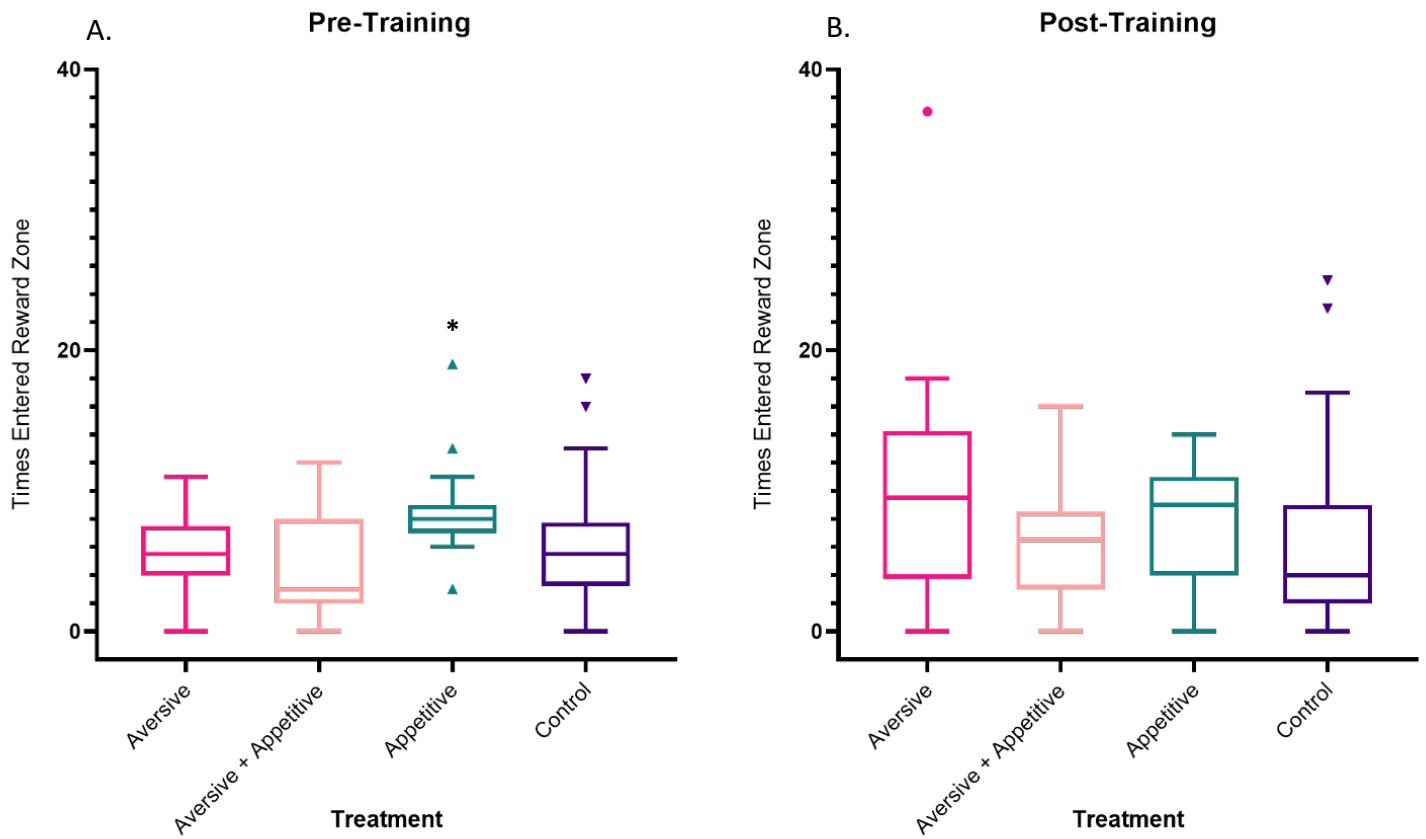 A.
Pre-Training
Times Entered Reward Zone
40
20
0
*
Aversive
Aversive + Appetitive
Appetitive
Control
Treatment
B.
Post-Training
Times Entered Reward Zone
40
20
0
Aversive
Aversive + Appetitive
Appetitive
Control
Treatment